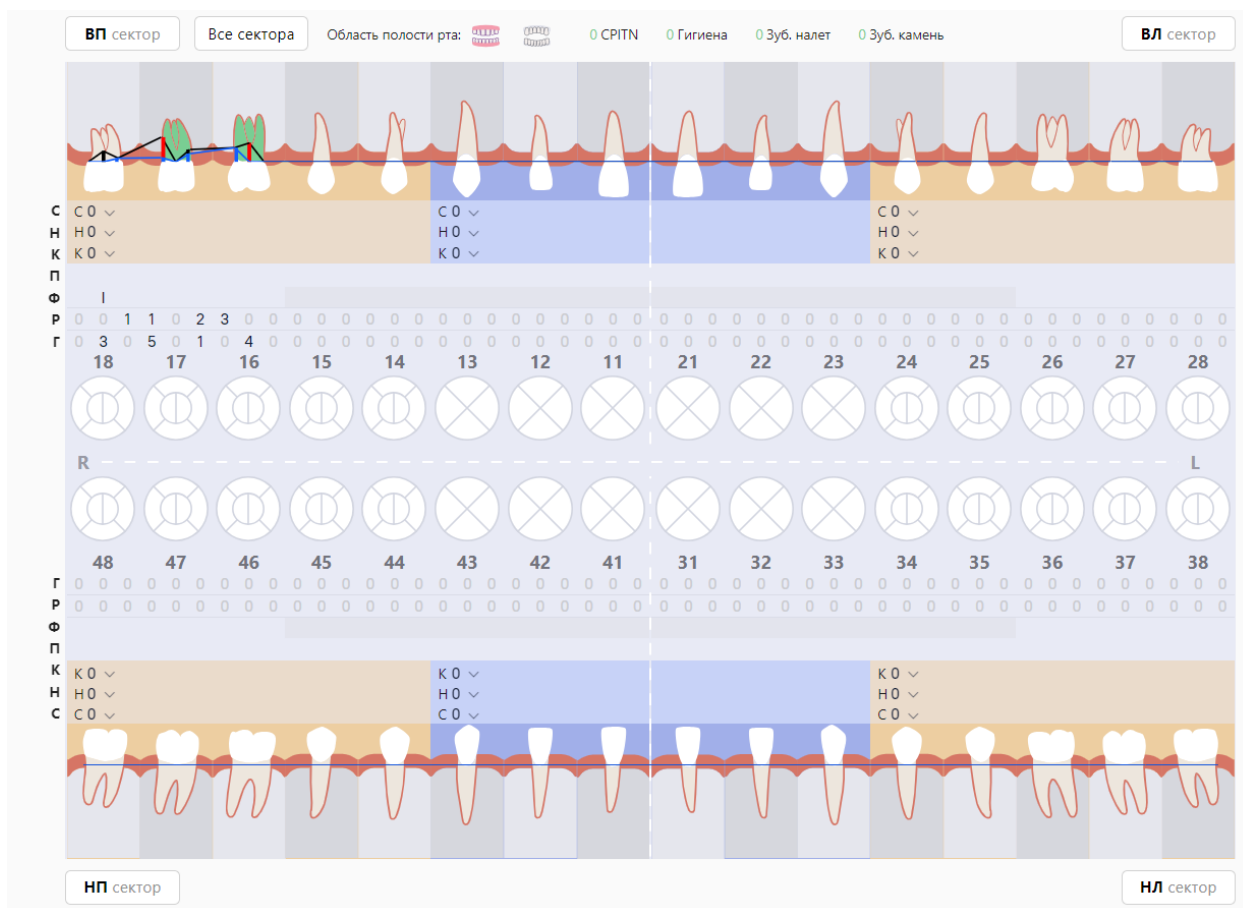 ВП сектор Все сектора Область полости рта: 0 CPITN 0 Гигиена 0 Зуб. налет 0 Зуб. камень ВЛ сектор
С С 0 С 0 С 0
Н Н 0 Н 0 Н 0
К К 0 К 0 К 0
П
Ф I
Р 0 0 1 1 0 2 3 0 0 0 0 0 0 0 0 0 0 0 0 0 0 0 0 0 0 0 0 0 0 0 0 0 0 0 0 0 0 0 0 0 0 0 0 0 0 0 0 0
Г 0 3 0 5 0 1 0 4 0 0 0 0 0 0 0 0 0 0 0 0 0 0 0 0 0 0 0 0 0 0 0 0 0 0 0 0 0 0 0 0 0 0 0 0 0 0 0 0
18 17 16 15 14 13 12 11 21 22 23 24 25 26 27 28
R L
48 47 46 45 44 43 42 41 31 32 33 34 35 36 37 38
Г 0 0 0 0 0 0 0 0 0 0 0 0 0 0 0 0 0 0 0 0 0 0 0 0 0 0 0 0 0 0 0 0 0 0 0 0 0 0 0 0 0 0 0 0 0 0 0 0
Р 0 0 0 0 0 0 0 0 0 0 0 0 0 0 0 0 0 0 0 0 0 0 0 0 0 0 0 0 0 0 0 0 0 0 0 0 0 0 0 0 0 0 0 0 0 0 0 0
Ф
П
К К 0 К 0 К 0
Н Н 0 Н 0 Н 0
С С 0 С 0 С 0
НП сектор НЛ сектор